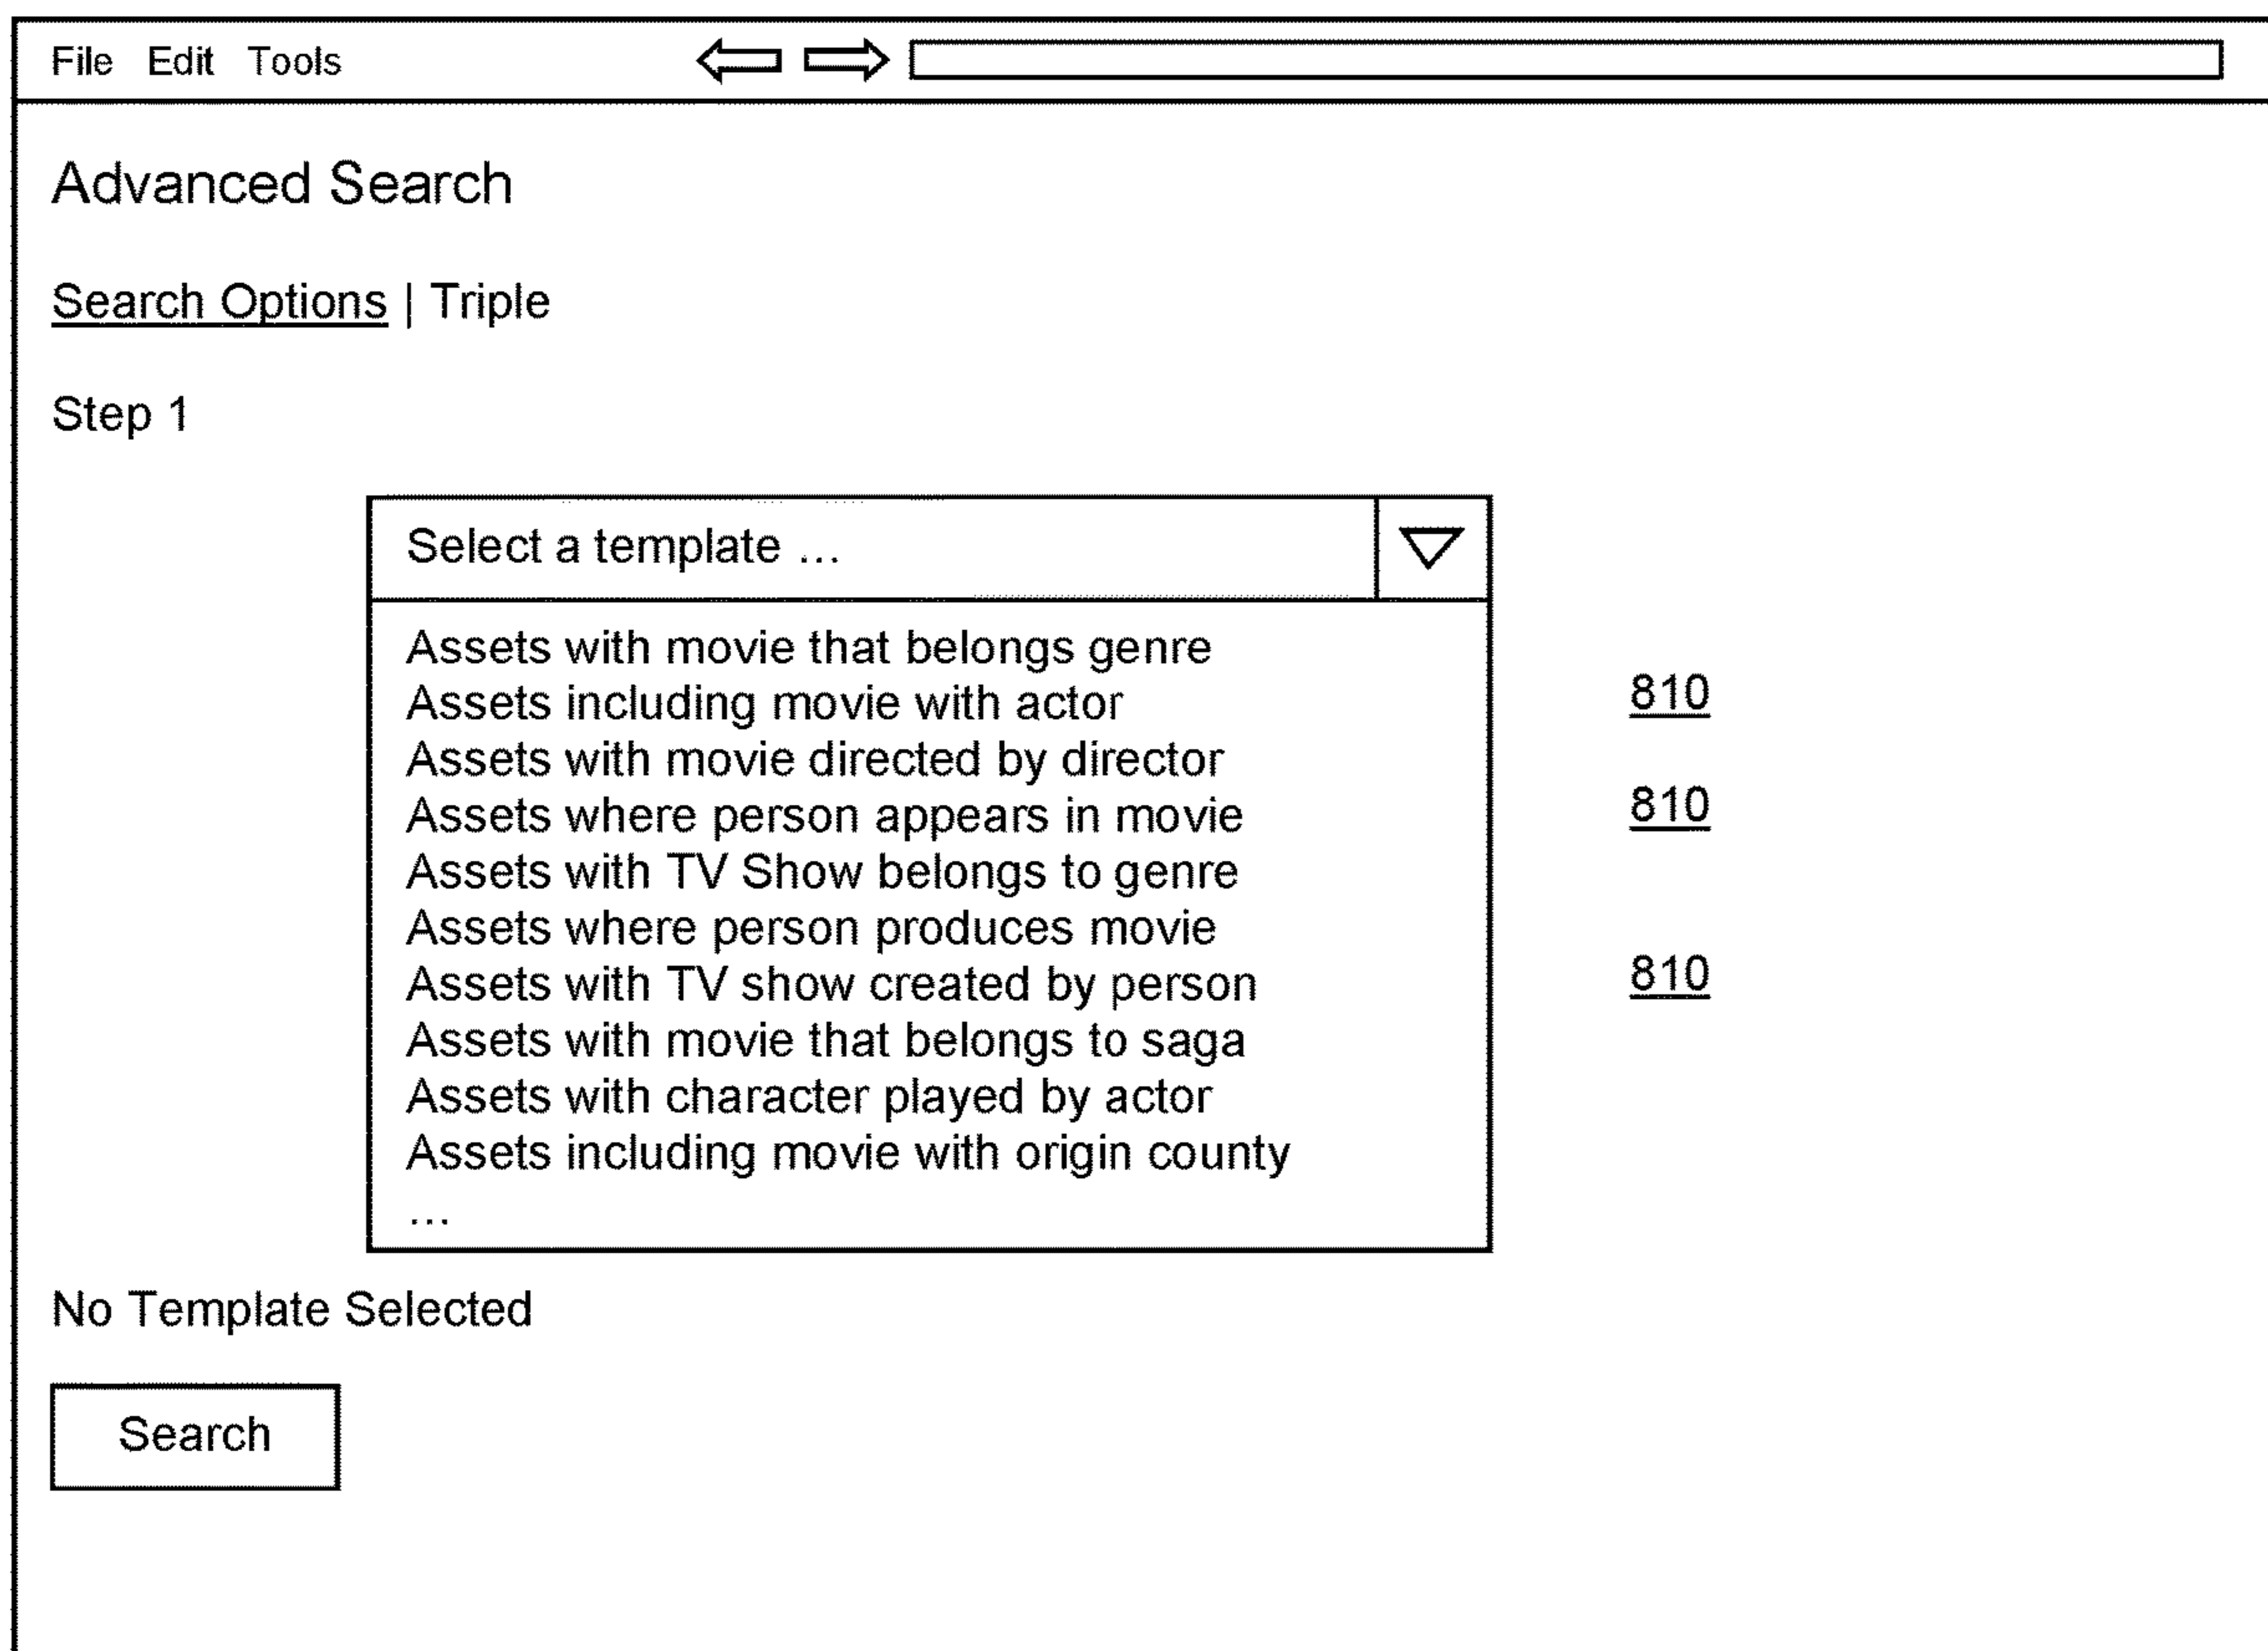 File Edit Tools
Advanced Search
Search Options | Triple
Step 1
Select a template ...
Assets with movie that belongs genre
Assets including movie with actor
810
Assets with movie directed by director
Assets where person appears in movie
810
Assets with TV Show belongs to genre
Assets where person produces movie
Assets with TV show created by person
810
Assets with movie that belongs to saga
Assets with character played by actor
Assets including movie with origin county
...
No Template Selected
Search